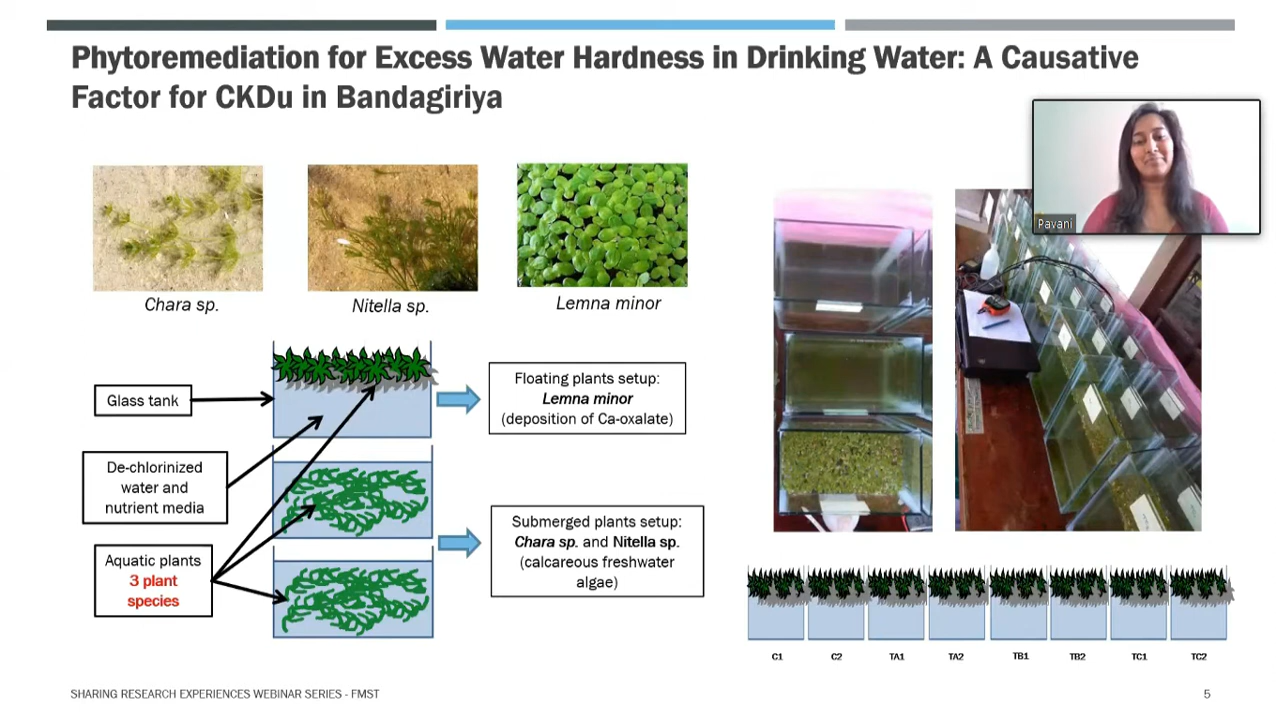 Phytoremediation for Excess Water Hardness in Drinking Water: A Causative
Factor for CKDu in Bandagiriya
Pavani
Chara sp.
Nitella sp.
Lemna minor
Glass tank
De-chlorinized
water and
nutrient media
Aquatic plants
3 plant
species
Floating plants setup:
Lemna minor
(deposition of Ca-oxalate)
Submerged plants setup:
Chara sp. and Nitella sp.
(calcareous freshwater
algae)
C1
C2
TA1
TA2
TB1
TB2
TC1
TC2
SHARING RESEARCH EXPERIENCES WEBINAR SERIES - FMST
5